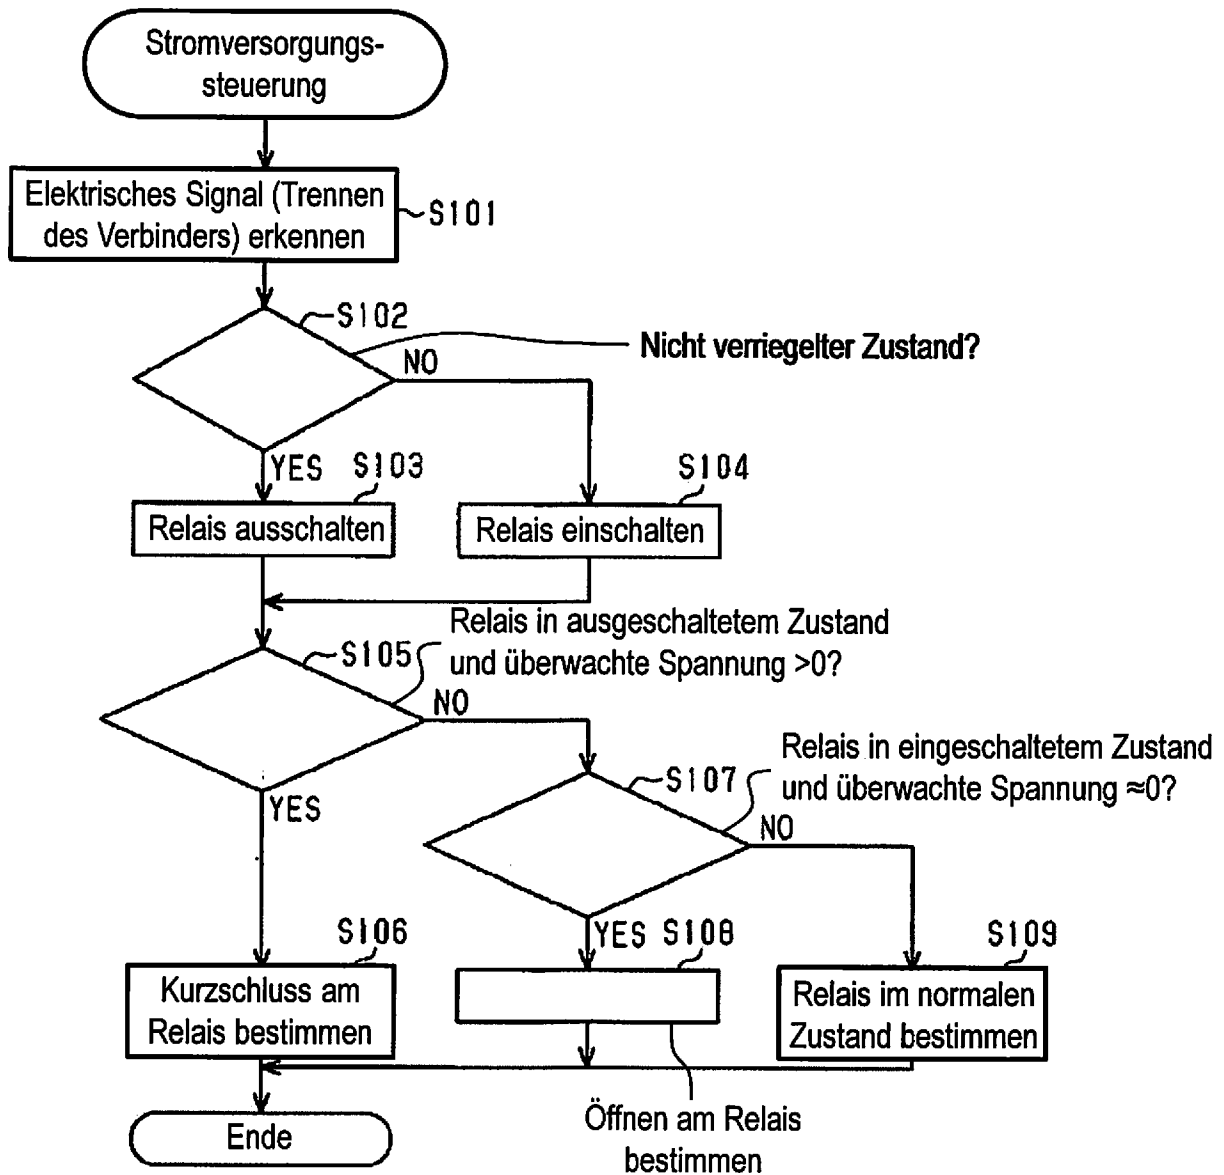 Stromversorgungs-
steuerung
Elektrisches Signal (Trennen
des Verbinders) erkennen
S101
S102
Nicht verriegelter Zustand?
NO
YES
S103
S104
Relais ausschalten
Relais einschalten
Relais in ausgeschaltetem Zustand
und überwachte Spannung >0?
S105
NO
YES
Relais in eingeschaltetem Zustand
und überwachte Spannung ≈0?
S107
NO
YES
S106
S108
S109
Kurzschluss am
Relais bestimmen
Relais im normalen
Zustand bestimmen
Öffnen am Relais
bestimmen
Ende